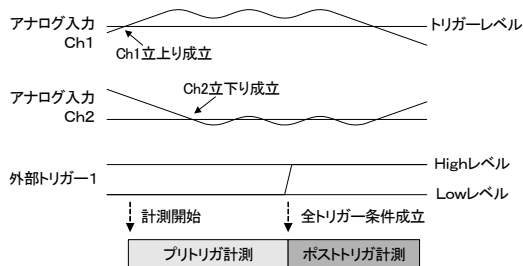 アナログ入力
Ch1
トリガーレベル
Ch1立上り成立
アナログ入力
Ch2
Ch2立下り成立
外部トリガー1
Highレベル
Lowレベル
計測開始
全トリガー条件成立
プリトリガ計測
ポストトリガ計測